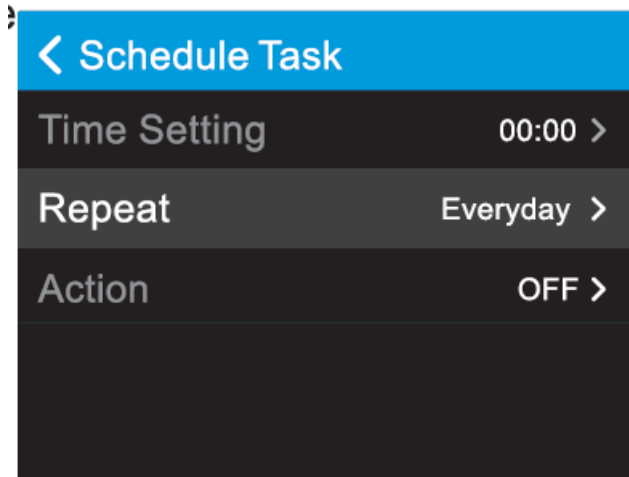 e
Schedule Task
Time Setting 00:00
Repeat Everyday
Action OFF